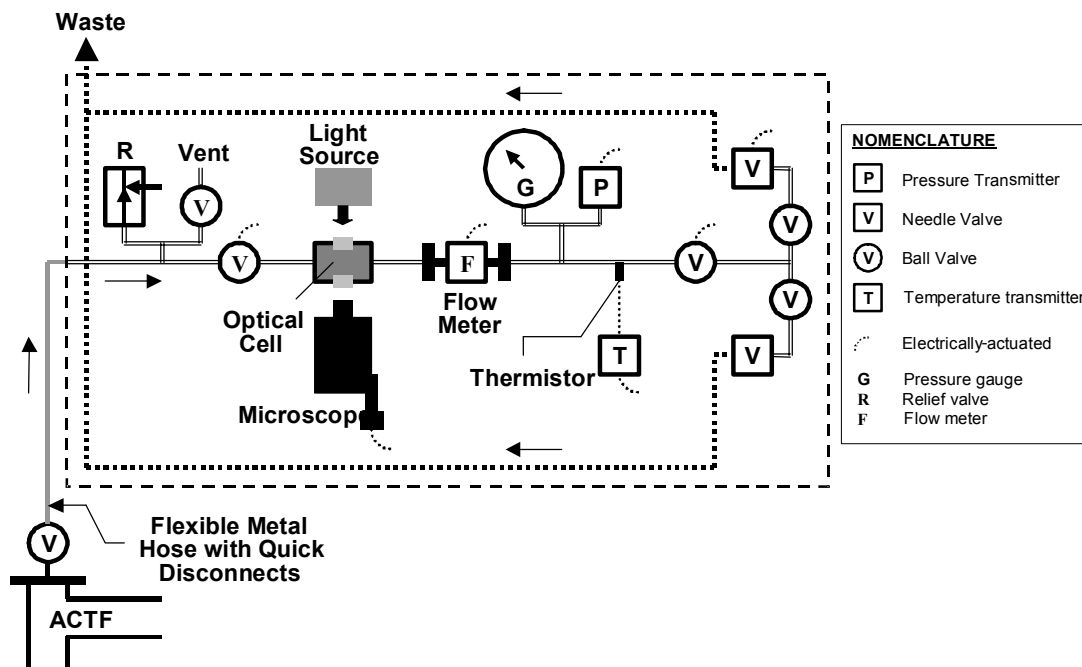 Waste
R
Vent
V
Light
Source
G
P
V
V
V
F
V
V
Optical
Cell
Flow
Meter
V
Thermistor
T
Microscope
V
Flexible Metal
Hose with Quick
Disconnects
ACTF
NOMENCLATURE
P
Pressure Transmitter
V
Needle Valve
V
Ball Valve
T
Temperature transmitter
Electrically-actuated
G
Pressure gauge
R
Relief valve
F
Flow meter